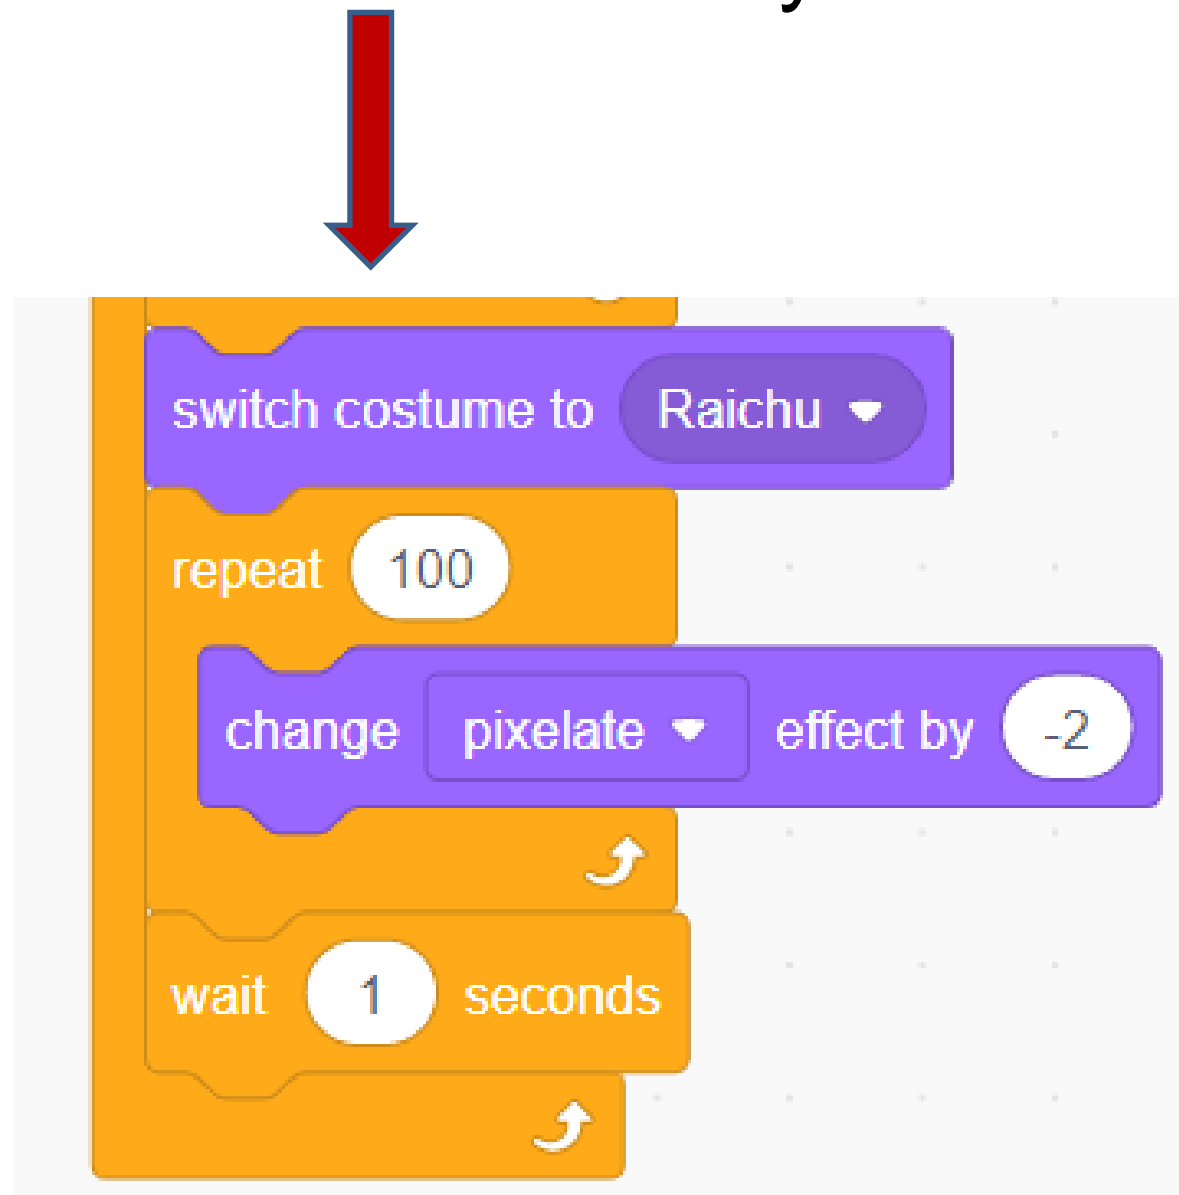 switch costume to Raichu
repeat 100
change pixelate effect by -2
wait 1 seconds